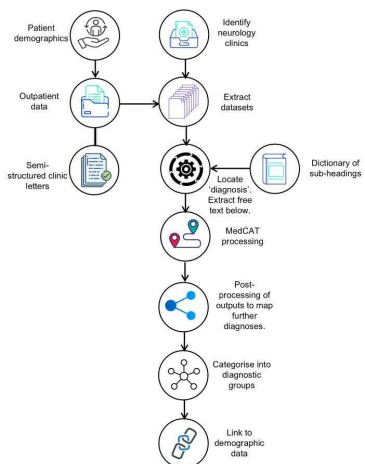 Patient
demographics
Identify
neurology
clinics
Outpatient
data
Extract
datasets
Semi-
structured clinic
letters
Locate
'diagnosis'.
Extract free
text below.
Dictionary of
sub-headings
MedCAT
processing
Post-
processing of
outputs to map
further
diagnoses.
Categorise into
diagnostic
groups
Link to
demographic
data